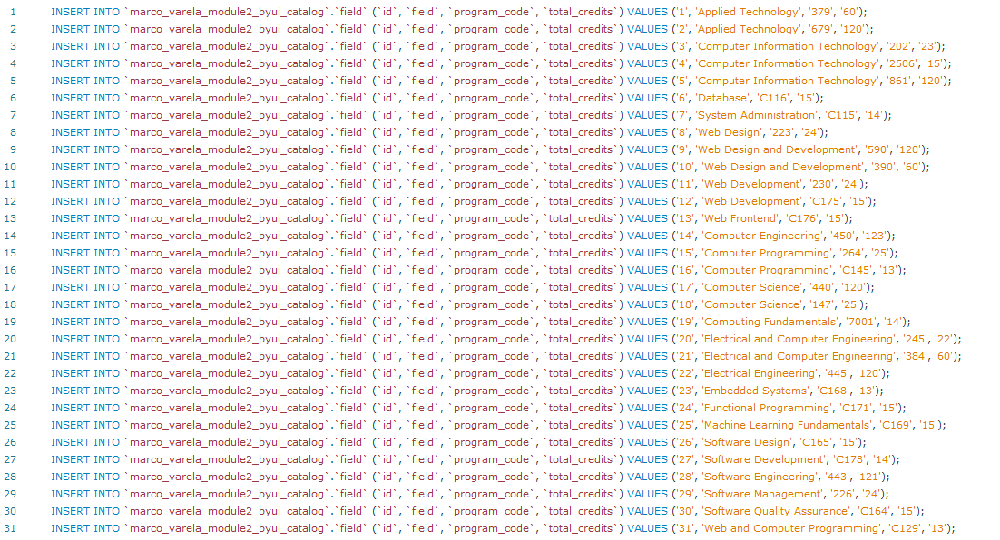 1 INSERT INTO `marco_varela_module2_byui_catalog`.`field` (`id`, `field`, `program_code`, `total_credits`) VALUES ('1', 'Applied Technology', '379', '60');
2 INSERT INTO `marco_varela_module2_byui_catalog`.`field` (`id`, `field`, `program_code`, `total_credits`) VALUES ('2', 'Applied Technology', '679', '120');
3 INSERT INTO `marco_varela_module2_byui_catalog`.`field` (`id`, `field`, `program_code`, `total_credits`) VALUES ('3', 'Computer Information Technology', '202', '23');
4 INSERT INTO `marco_varela_module2_byui_catalog`.`field` (`id`, `field`, `program_code`, `total_credits`) VALUES ('4', 'Computer Information Technology', '2506', '15');
5 INSERT INTO `marco_varela_module2_byui_catalog`.`field` (`id`, `field`, `program_code`, `total_credits`) VALUES ('5', 'Computer Information Technology', '861', '120');
6 INSERT INTO `marco_varela_module2_byui_catalog`.`field` (`id`, `field`, `program_code`, `total_credits`) VALUES ('6', 'Database', 'C116', '15');
7 INSERT INTO `marco_varela_module2_byui_catalog`.`field` (`id`, `field`, `program_code`, `total_credits`) VALUES ('7', 'System Administration', 'C115', '14');
8 INSERT INTO `marco_varela_module2_byui_catalog`.`field` (`id`, `field`, `program_code`, `total_credits`) VALUES ('8', 'Web Design', '223', '24');
9 INSERT INTO `marco_varela_module2_byui_catalog`.`field` (`id`, `field`, `program_code`, `total_credits`) VALUES ('9', 'Web Design and Development', '590', '120');
10 INSERT INTO `marco_varela_module2_byui_catalog`.`field` (`id`, `field`, `program_code`, `total_credits`) VALUES ('10', 'Web Design and Development', '390', '60');
11 INSERT INTO `marco_varela_module2_byui_catalog`.`field` (`id`, `field`, `program_code`, `total_credits`) VALUES ('11', 'Web Development', '230', '24');
12 INSERT INTO `marco_varela_module2_byui_catalog`.`field` (`id`, `field`, `program_code`, `total_credits`) VALUES ('12', 'Web Development', 'C175', '15');
13 INSERT INTO `marco_varela_module2_byui_catalog`.`field` (`id`, `field`, `program_code`, `total_credits`) VALUES ('13', 'Web Frontend', 'C176', '15');
14 INSERT INTO `marco_varela_module2_byui_catalog`.`field` (`id`, `field`, `program_code`, `total_credits`) VALUES ('14', 'Computer Engineering', '450', '123');
15 INSERT INTO `marco_varela_module2_byui_catalog`.`field` (`id`, `field`, `program_code`, `total_credits`) VALUES ('15', 'Computer Programming', '264', '25');
16 INSERT INTO `marco_varela_module2_byui_catalog`.`field` (`id`, `field`, `program_code`, `total_credits`) VALUES ('16', 'Computer Programming', 'C145', '13');
17 INSERT INTO `marco_varela_module2_byui_catalog`.`field` (`id`, `field`, `program_code`, `total_credits`) VALUES ('17', 'Computer Science', '440', '120');
18 INSERT INTO `marco_varela_module2_byui_catalog`.`field` (`id`, `field`, `program_code`, `total_credits`) VALUES ('18', 'Computer Science', '147', '25');
19 INSERT INTO `marco_varela_module2_byui_catalog`.`field` (`id`, `field`, `program_code`, `total_credits`) VALUES ('19', 'Computing Fundamentals', '7001', '14');
20 INSERT INTO `marco_varela_module2_byui_catalog`.`field` (`id`, `field`, `program_code`, `total_credits`) VALUES ('20', 'Electrical and Computer Engineering', '245', '22');
21 INSERT INTO `marco_varela_module2_byui_catalog`.`field` (`id`, `field`, `program_code`, `total_credits`) VALUES ('21', 'Electrical and Computer Engineering', '384', '60');
22 INSERT INTO `marco_varela_module2_byui_catalog`.`field` (`id`, `field`, `program_code`, `total_credits`) VALUES ('22', 'Electrical Engineering', '445', '120');
23 INSERT INTO `marco_varela_module2_byui_catalog`.`field` (`id`, `field`, `program_code`, `total_credits`) VALUES ('23', 'Embedded Systems', 'C168', '13');
24 INSERT INTO `marco_varela_module2_byui_catalog`.`field` (`id`, `field`, `program_code`, `total_credits`) VALUES ('24', 'Functional Programming', 'C171', '15');
25 INSERT INTO `marco_varela_module2_byui_catalog`.`field` (`id`, `field`, `program_code`, `total_credits`) VALUES ('25', 'Machine Learning Fundamentals', 'C169', '15');
26 INSERT INTO `marco_varela_module2_byui_catalog`.`field` (`id`, `field`, `program_code`, `total_credits`) VALUES ('26', 'Software Design', 'C165', '15');
27 INSERT INTO `marco_varela_module2_byui_catalog`.`field` (`id`, `field`, `program_code`, `total_credits`) VALUES ('27', 'Software Development', 'C178', '14');
28 INSERT INTO `marco_varela_module2_byui_catalog`.`field` (`id`, `field`, `program_code`, `total_credits`) VALUES ('28', 'Software Engineering', '443', '121');
29 INSERT INTO `marco_varela_module2_byui_catalog`.`field` (`id`, `field`, `program_code`, `total_credits`) VALUES ('29', 'Software Management', '226', '24');
30 INSERT INTO `marco_varela_module2_byui_catalog`.`field` (`id`, `field`, `program_code`, `total_credits`) VALUES ('30', 'Software Quality Assurance', 'C164', '15');
31 INSERT INTO `marco_varela_module2_byui_catalog`.`field` (`id`, `field`, `program_code`, `total_credits`) VALUES ('31', 'Web and Computer Programming', 'C129', '13');